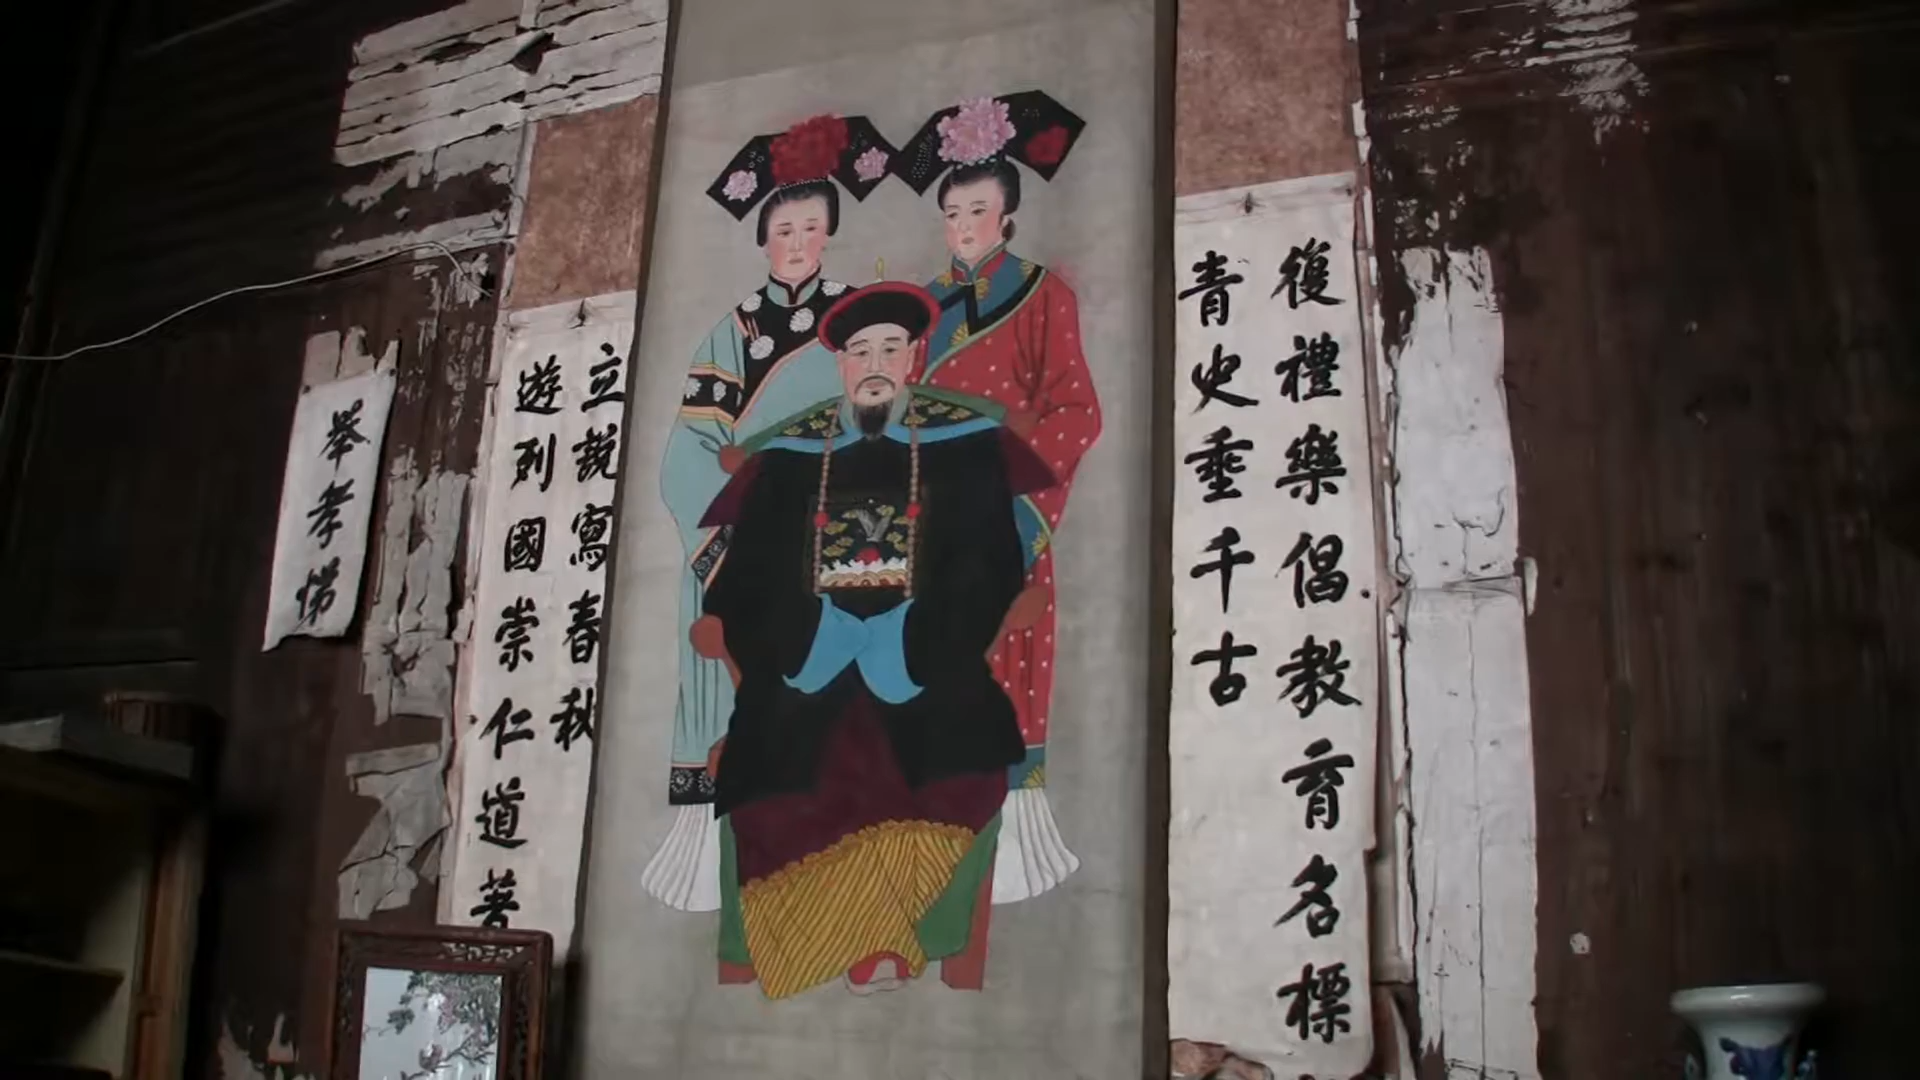 復禮樂倡教育名標
青史垂千古
立說寫春秋
遊列國崇仁道著
舉孝悌